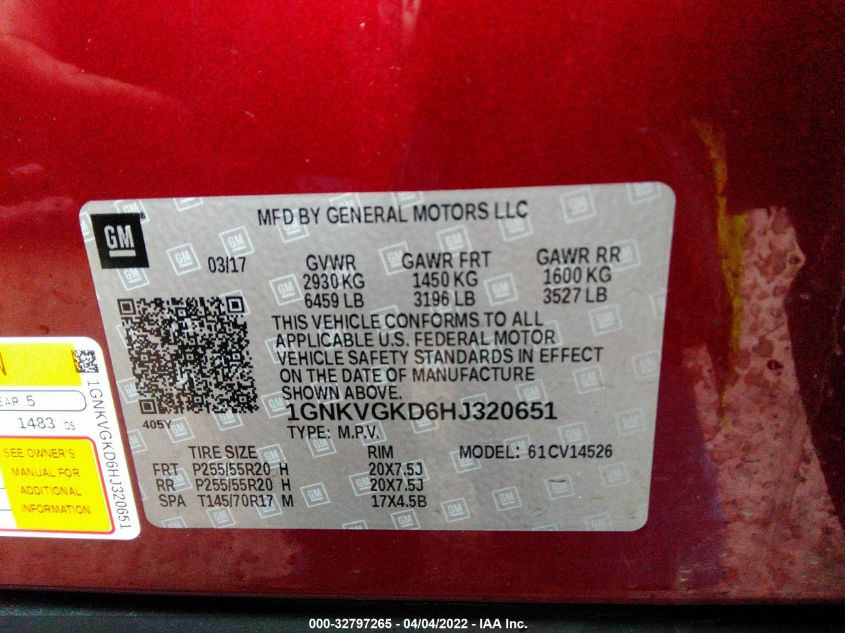 GM
MFD BY GENERAL MOTORS LLC
03/17 GVWR GAWR FRT GAWR RR
2930 KG 1450 KG 1600 KG
6459 LB 3196 LB 3527 LB
THIS VEHICLE CONFORMS TO ALL
APPLICABLE U.S. FEDERAL MOTOR
VEHICLE SAFETY STANDARDS IN EFFECT
ON THE DATE OF MANUFACTURE
SHOWN ABOVE.
405Y
1GNKVGKD6HJ320651
TYPE: M.P.V.
TIRE SIZE RIM MODEL: 61CV14526
FRT P255/55R20 H 20X7.5J
RR P255/55R20 H 20X7.5J
SPA T145/70R17 M 17X4.5B
5
1483
SEE OWNER'S
MANUAL FOR
ADDITIONAL
INFORMATION
1GNKVGKD6HJ320651
000-32797265 - 04/04/2022 - IAA Inc.